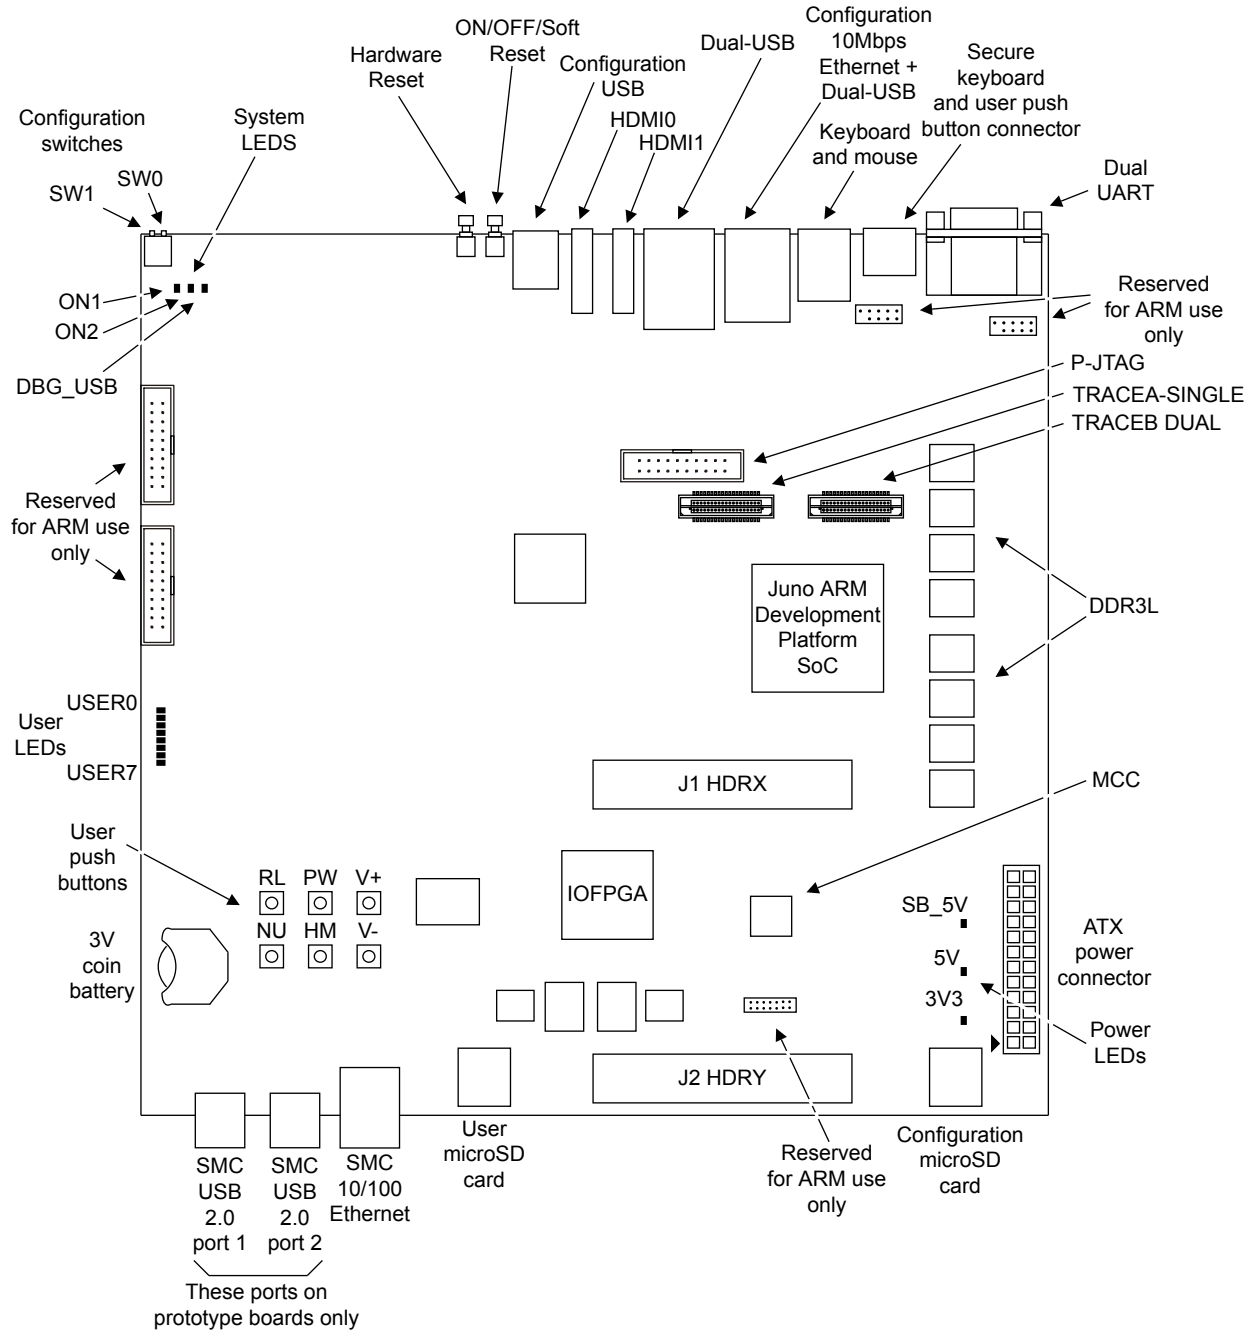 ON/OFF/Soft
Reset
Hardware
Reset
Configuration
USB
HDMI0
HDMI1
Dual-USB
Configuration
10Mbps
Ethernet +
Dual-USB
Keyboard
and mouse
Secure
keyboard
and user push
button connector
Dual
UART
Configuration
switches
SW1
SW0
System
LEDS
ON1
ON2
DBG_USB
Reserved
for ARM use
only
P-JTAG
TRACEA-SINGLE
TRACEB DUAL
Reserved
for ARM use
only
Juno ARM
Development
Platform
SoC
DDR3L
USER0
User
LEDs
USER7
J1 HDRX
MCC
User
push
buttons
RL
PW
V+
NU
HM
V-
IOFPGA
SB_5V
5V
3V3
ATX
power
connector
3V
coin
battery
Power
LEDs
J2 HDRY
SMC
USB
2.0
port 1
SMC
USB
2.0
port 2
SMC
10/100
Ethernet
User
microSD
card
Reserved
for ARM use
only
Configuration
microSD
card
These ports on
prototype boards only